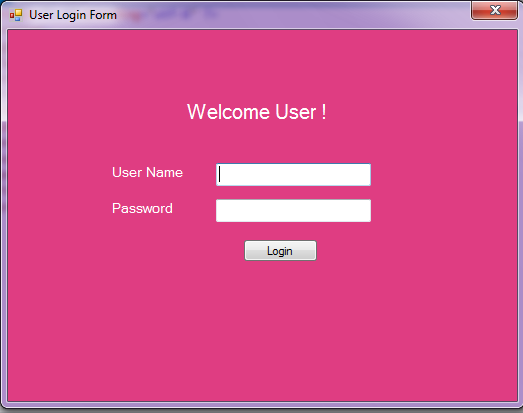 User Login Form
Welcome User !
User Name
Password
Login